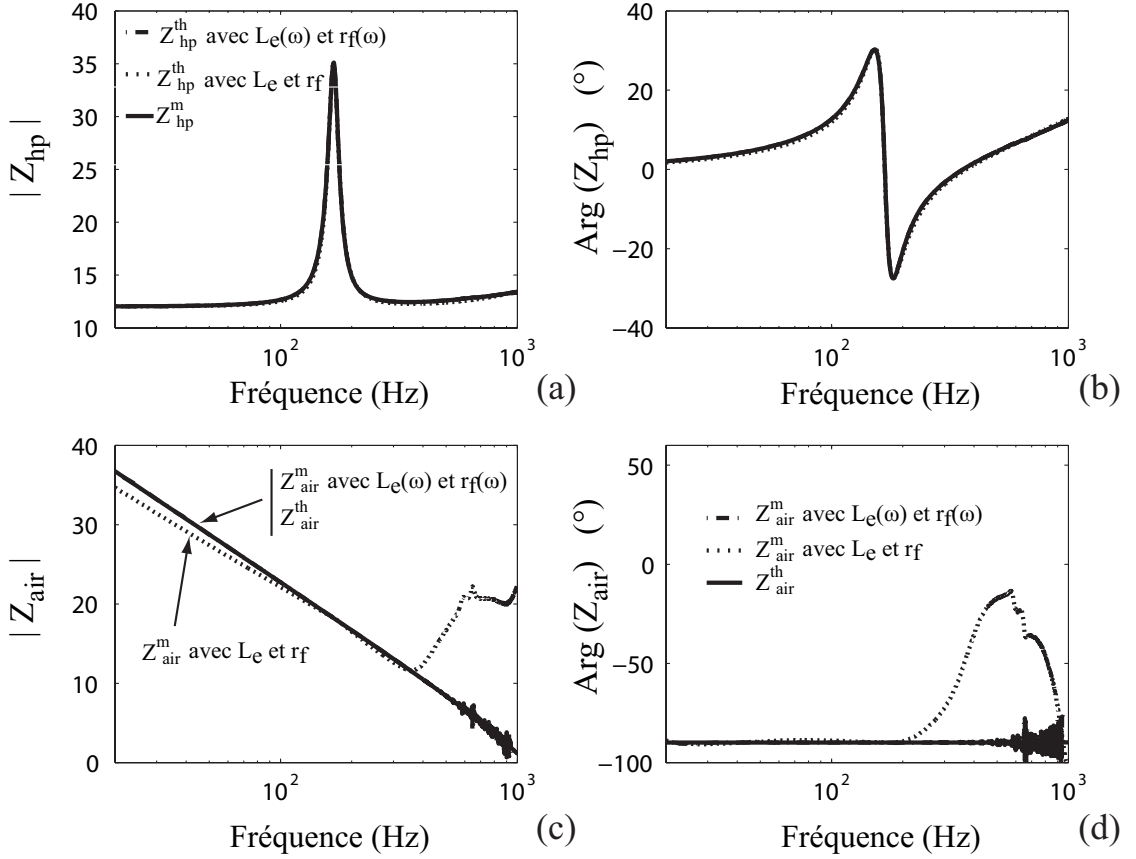 40
35
30
25
20
15
10
| Z_hp |
Z^th_hp avec L_e(ω) et r_f(ω)
Z^th_hp avec L_e et r_f
Z^m_hp
10^2
10^3
Fréquence (Hz)
(a)
40
20
0
−20
−40
Arg (Z_hp) (°)
10^2
10^3
Fréquence (Hz)
(b)
40
30
20
10
0
| Z_air |
Z^m_air avec L_e(ω) et r_f(ω)
Z^th_air
Z^m_air avec L_e et r_f
10^2
10^3
Fréquence (Hz)
(c)
50
0
−50
−100
Arg (Z_air) (°)
Z^m_air avec L_e(ω) et r_f(ω)
Z^m_air avec L_e et r_f
Z^th_air
10^2
10^3
Fréquence (Hz)
(d)